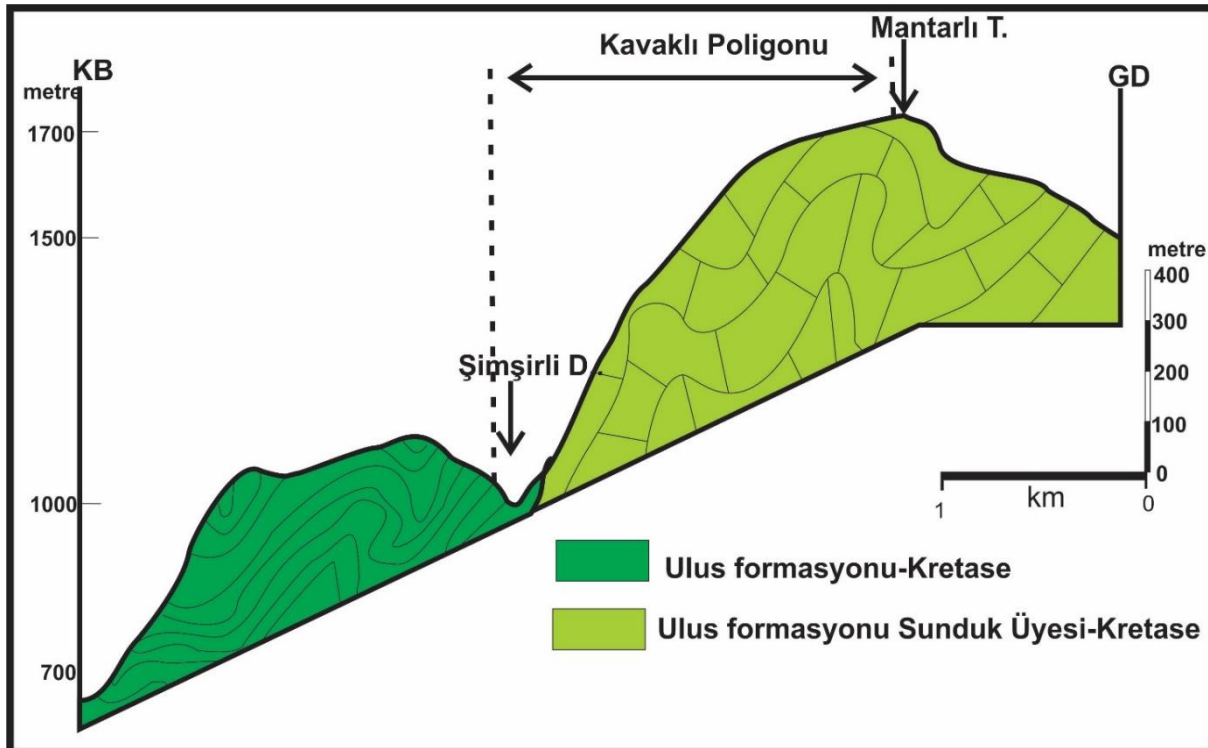 Mantarlı T.
Kavaklı Poligonu
KB
GD
metre
1700
1500
metre
400
300
Şimşirli D..
200
100
1000
0
1
km
0
Ulus formasyonu-Kretase
Ulus formasyonu Sunduk Üyesi-Kretase
700